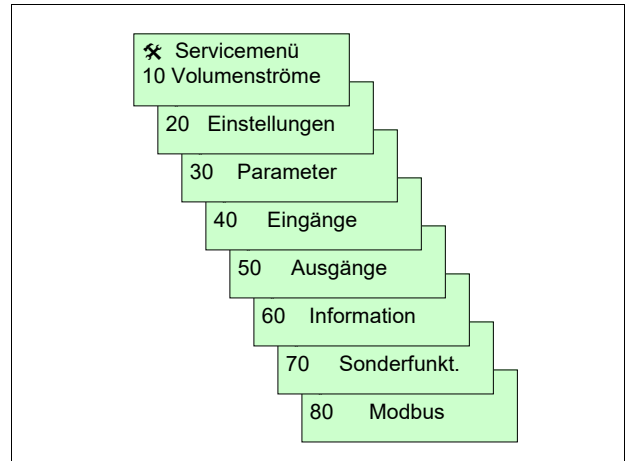 🛠 Servicemenü
10 Volumenströme
20 Einstellungen
30 Parameter
40 Eingänge
50 Ausgänge
60 Information
70 Sonderfunkt.
80 Modbus